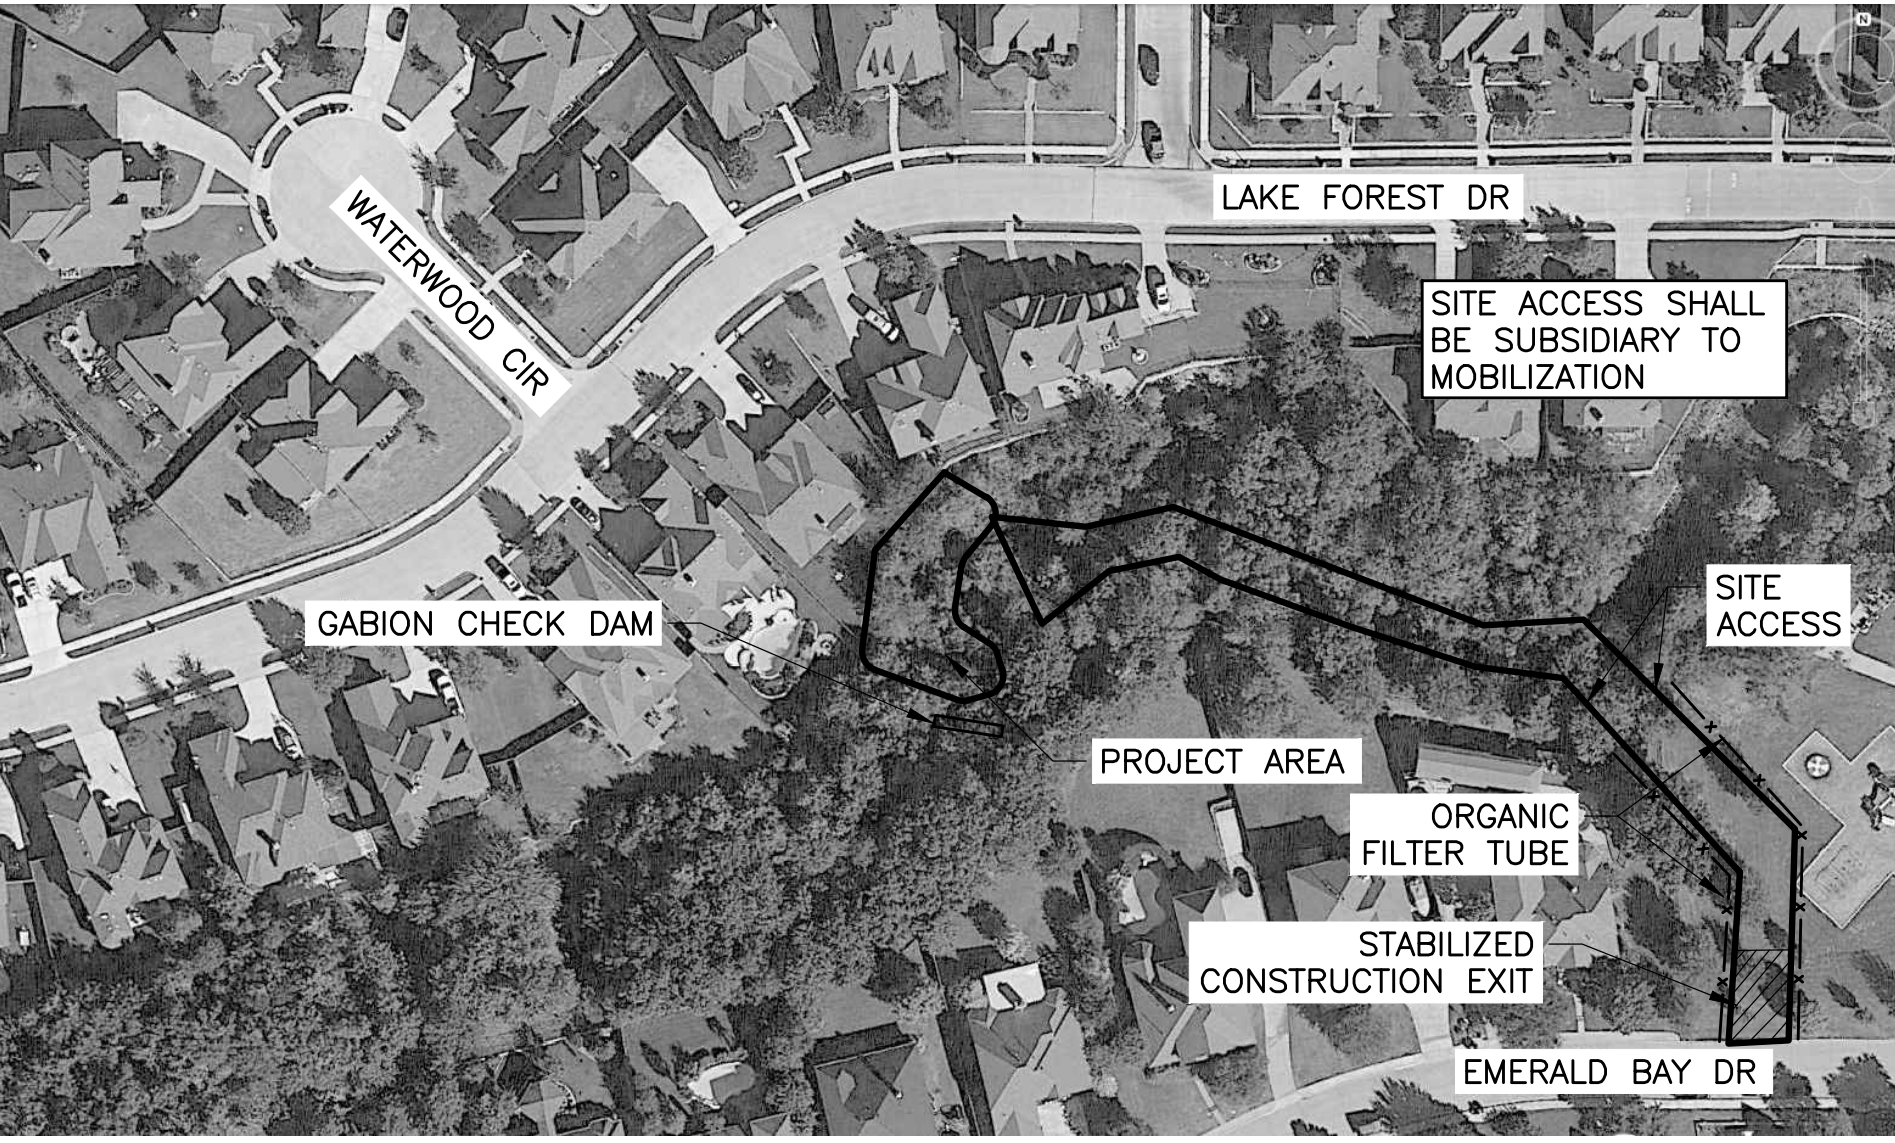 N
LAKE FOREST DR
WATERWOOD CIR
SITE ACCESS SHALL
BE SUBSIDIARY TO
MOBILIZATION
SITE
ACCESS
GABION CHECK DAM
PROJECT AREA
ORGANIC
FILTER TUBE
STABILIZED
CONSTRUCTION EXIT
EMERALD BAY DR